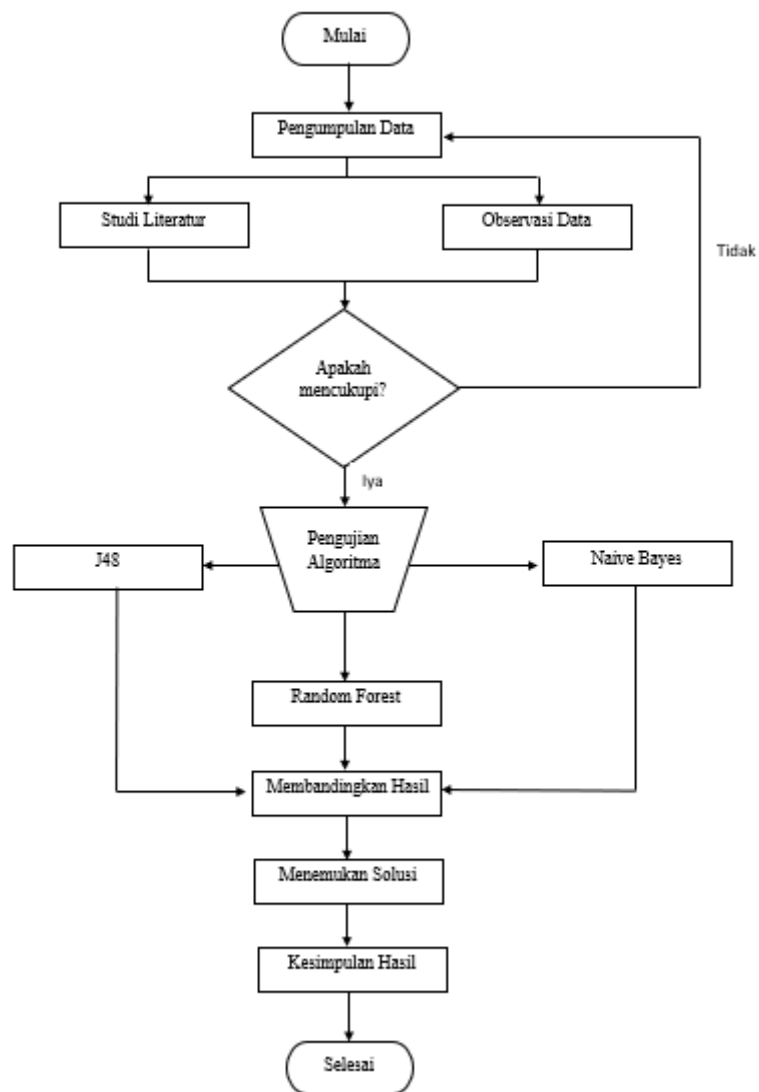 Mulai
Pengumpulan Data
Studi Literatur
Observasi Data
Tidak
Apakah
mencukupi?
Iya
Pengujian
Algoritma
J48
Naive Bayes
Random Forest
Membandingkan Hasil
Menemukan Solusi
Kesimpulan Hasil
Selesai